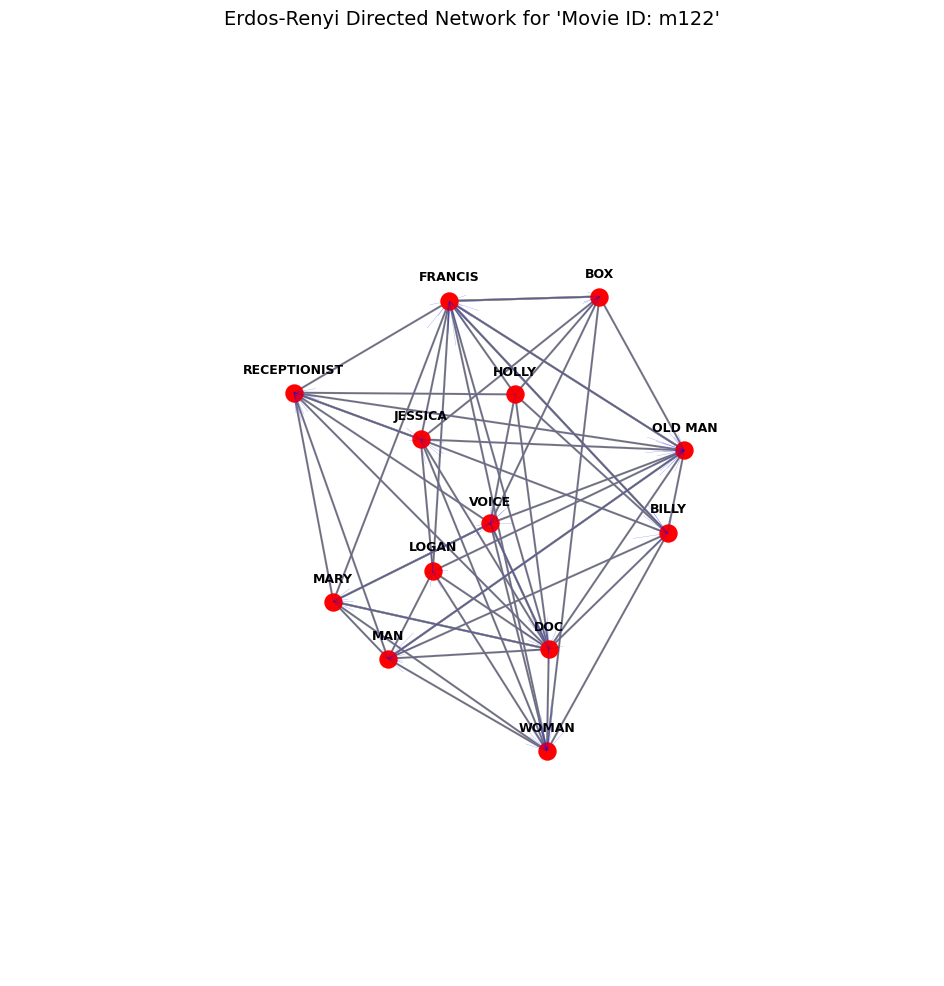 Erdos-Renyi Directed Network for 'Movie ID: m122'
FRANCIS
BOX
RECEPTIONIST
HOLLY
JESSICA
OLD MAN
VOICE
BILLY
LOGAN
MARY
DOC
MAN
WOMAN